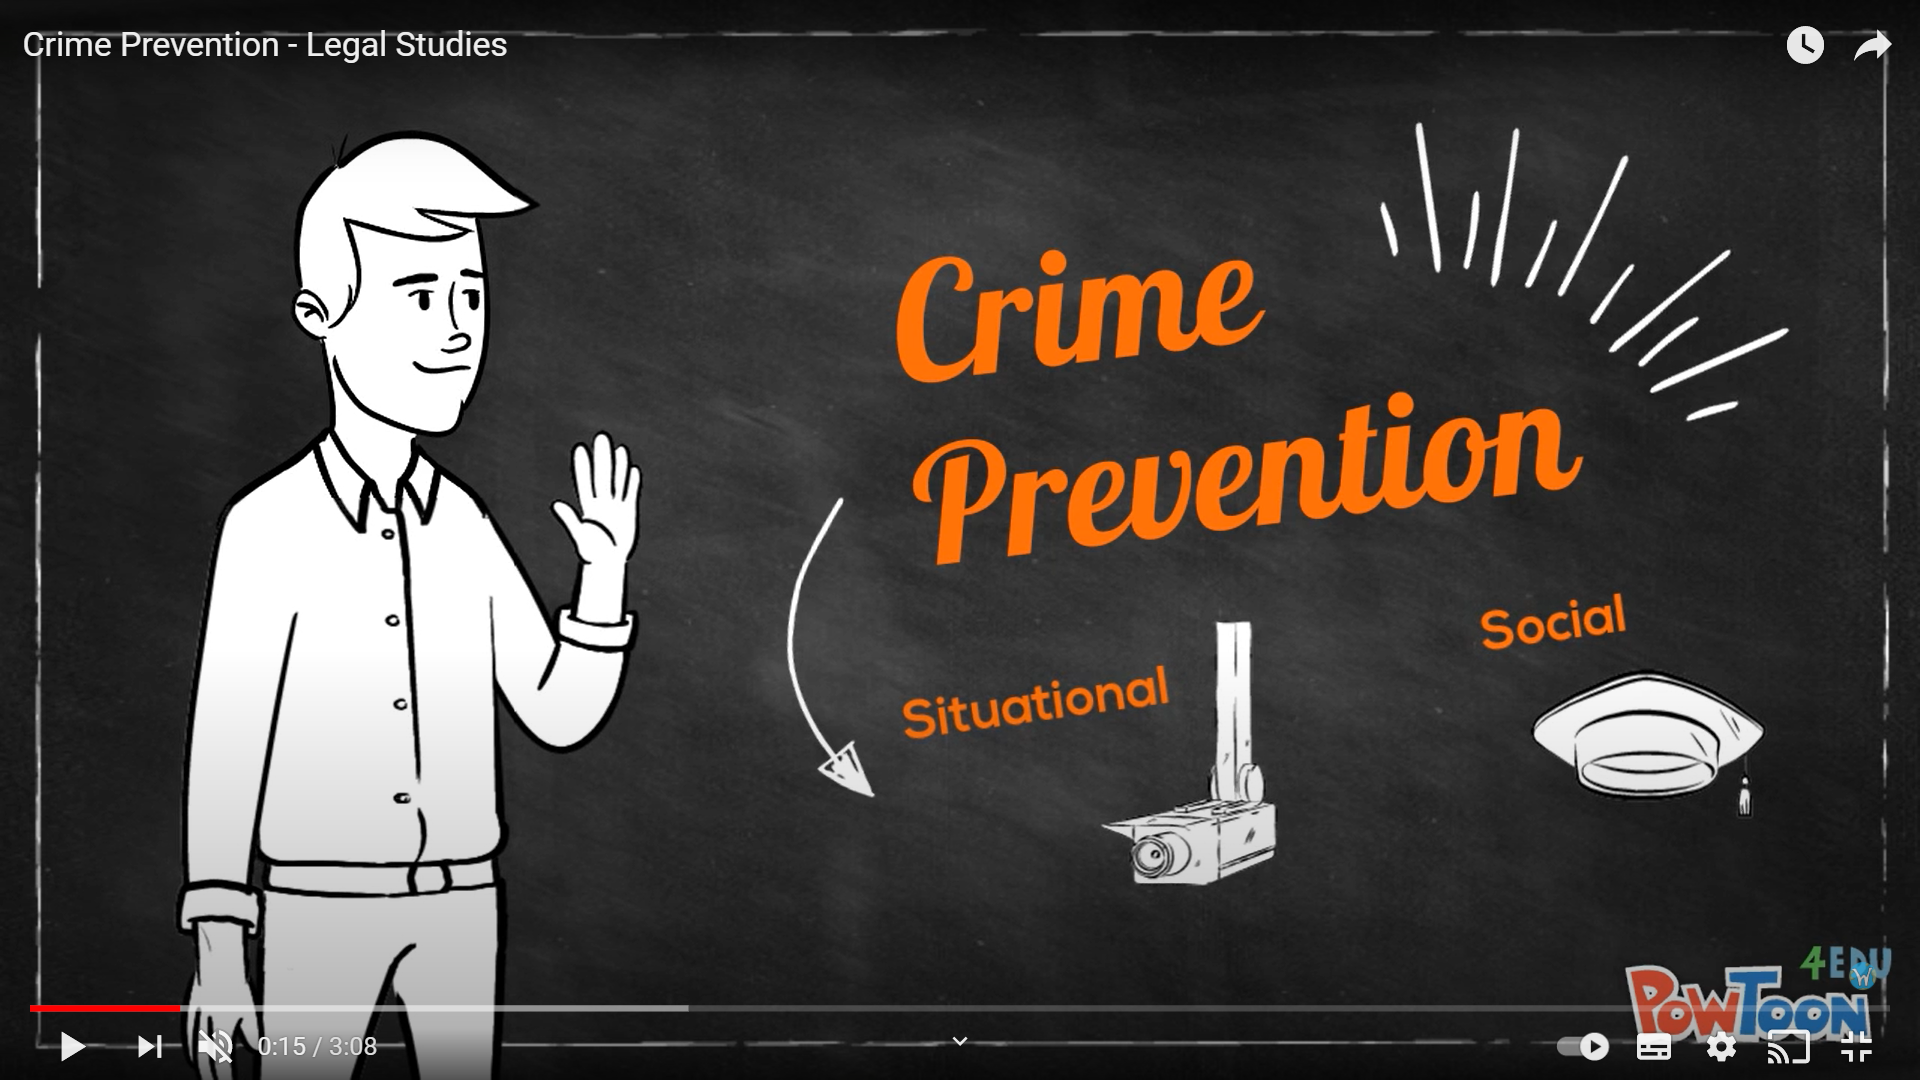 Crime Prevention - Legal Studies
Crime
Prevention
Social
Situational
4EDU
POWTOON
0:15 / 3:08